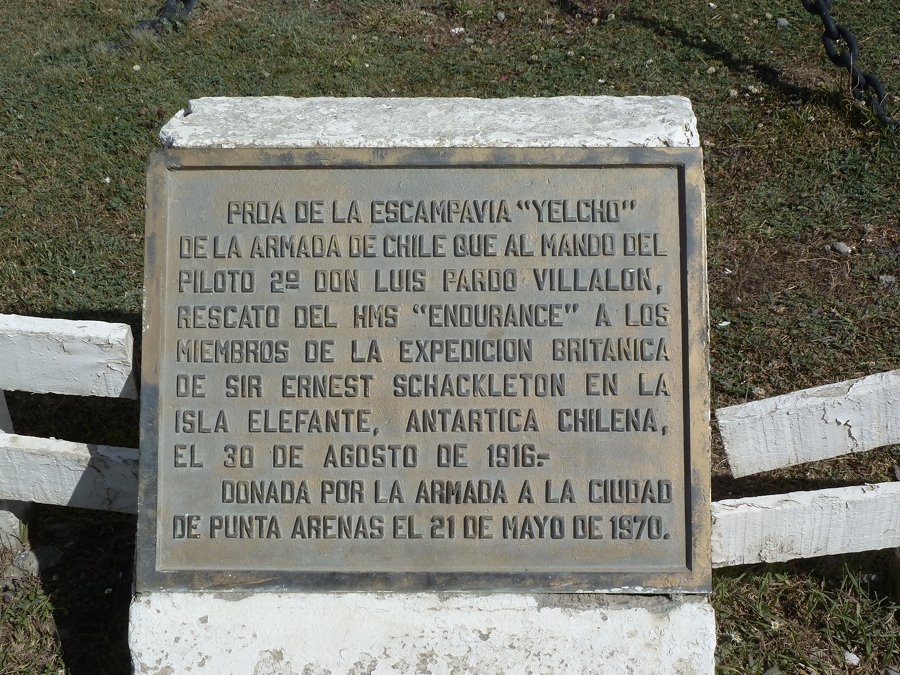 PROA DE LA ESCAMPAVIA "YELCHO"
DE LA ARMADA DE CHILE QUE AL MANDO DEL
PILOTO 2º DON LUIS PARDO VILLALON,
RESCATO DEL HMS "ENDURANCE" A LOS
MIEMBROS DE LA EXPEDICION BRITANICA
DE SIR ERNEST SCHACKLETON EN LA
ISLA ELEFANTE, ANTARTICA CHILENA,
EL 30 DE AGOSTO DE 1916.-
DONADA POR LA ARMADA A LA CIUDAD
DE PUNTA ARENAS EL 21 DE MAYO DE 1970.